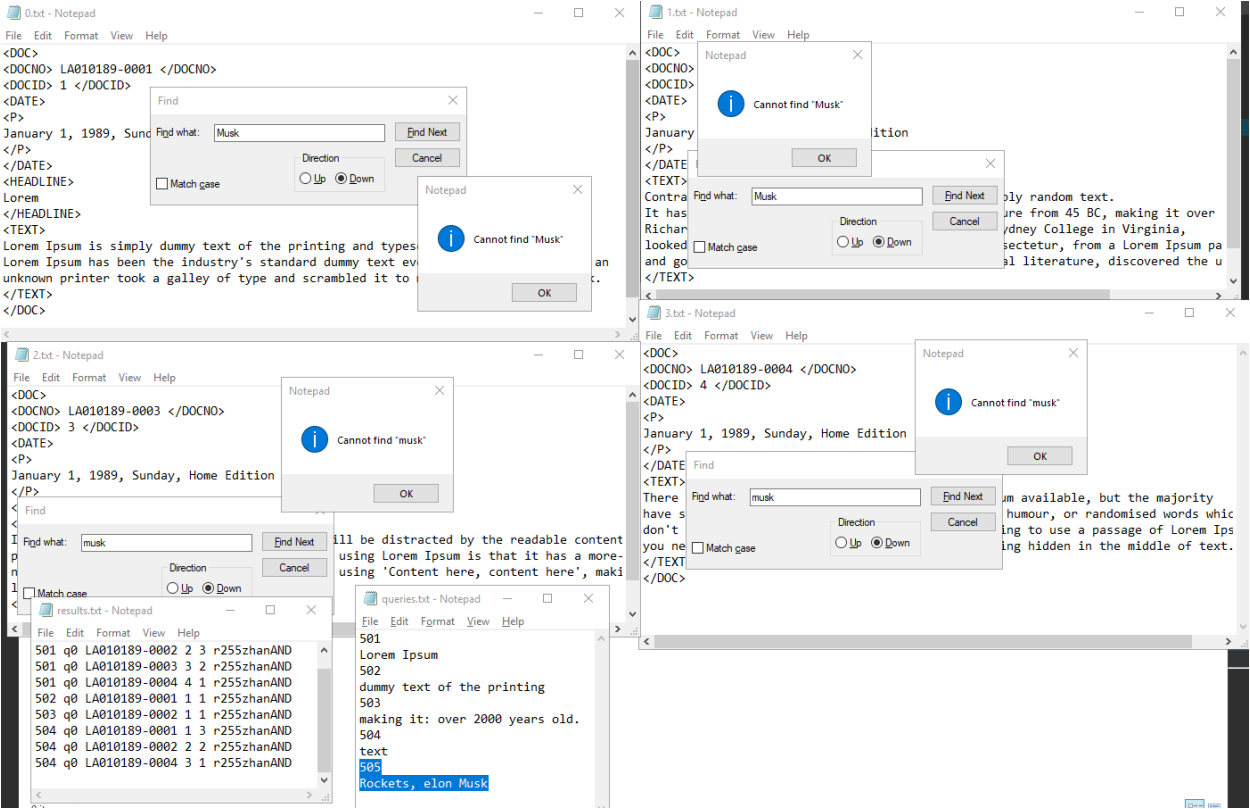 0.txt - Notepad
File Edit Format View Help
<DOC>
<DOCNO> LA010189-0001 </DOCNO>
<DOCID> 1 </DOCID>
<DATE>
<P>
January 1, 1989, Sund
</P>
</DATE>
<HEADLINE>
Lorem
</HEADLINE>
<TEXT>
Lorem Ipsum is simply dummy text of the printing and types
Lorem Ipsum has been the industry's standard dummy text ev an
unknown printer took a galley of type and scrambled it to
</TEXT>
</DOC>
Find
Find what: Musk Find Next
Direction Cancel
Match case Up Down
Notepad
Cannot find "Musk"
OK
1.txt - Notepad
File Edit Format View Help
<DOC>
<DOCNO>
<DOCID>
<DATE>
<P>
January ition
</P>
</DATE
<TEXT>
Contra ply random text.
It has ure from 45 BC, making it over
Richar ydney College in Virginia,
looked sectetur, from a Lorem Ipsum pa
and go al literature, discovered the u
</TEXT>
Notepad
Cannot find "Musk"
OK
Find what: Musk Find Next
Direction Cancel
Match case Up Down
2.txt - Notepad
File Edit Format View Help
<DOC>
<DOCNO> LA010189-0003 </DOCNO>
<DOCID> 3 </DOCID>
<DATE>
<P>
January 1, 1989, Sunday, Home Edition
</P>
ill be distracted by the readable content
using Lorem Ipsum is that it has a more-
using 'Content here, content here', maki
Notepad
Cannot find "musk"
OK
Find
Find what: musk Find Next
Direction Cancel
Match case Up Down
3.txt - Notepad
File Edit Format View Help
<DOC>
<DOCNO> LA010189-0004 </DOCNO>
<DOCID> 4 </DOCID>
<DATE>
<P>
January 1, 1989, Sunday, Home Edition
</P>
</DATE
<TEXT>
There um available, but the majority
have s humour, or randomised words whic
don't ing to use a passage of Lorem Ips
you ne ing hidden in the middle of text.
</TEXT
</DOC>
Notepad
Cannot find "musk"
OK
Find
Find what: musk Find Next
Direction Cancel
Match case Up Down
results.txt - Notepad
File Edit Format View Help
501 q0 LA010189-0002 2 3 r255zhanAND
501 q0 LA010189-0003 3 2 r255zhanAND
501 q0 LA010189-0004 4 1 r255zhanAND
502 q0 LA010189-0001 1 1 r255zhanAND
503 q0 LA010189-0002 1 1 r255zhanAND
504 q0 LA010189-0001 1 3 r255zhanAND
504 q0 LA010189-0002 2 2 r255zhanAND
504 q0 LA010189-0004 3 1 r255zhanAND
queries.txt - Notepad
File Edit Format View Help
501
Lorem Ipsum
502
dummy text of the printing
503
making it: over 2000 years old.
504
text
505
Rockets, elon Musk